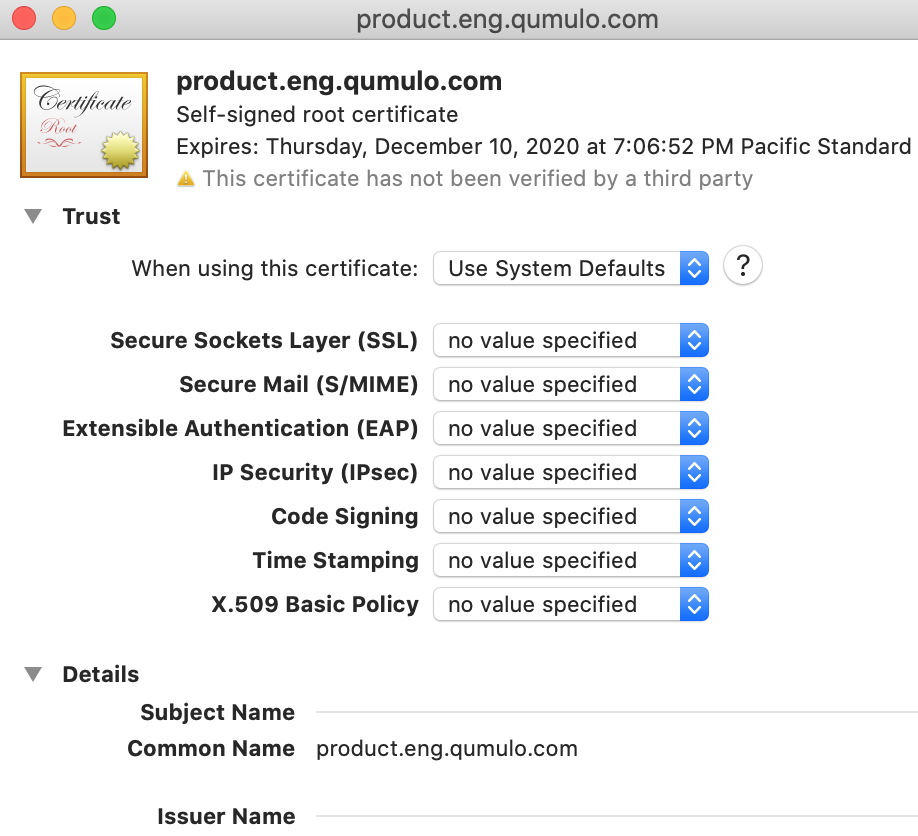 product.eng.qumulo.com
Certificate
Root
product.eng.qumulo.com
Self-signed root certificate
Expires: Thursday, December 10, 2020 at 7:06:52 PM Pacific Standard
This certificate has not been verified by a third party
Trust
When using this certificate: Use System Defaults ?
Secure Sockets Layer (SSL) no value specified
Secure Mail (S/MIME) no value specified
Extensible Authentication (EAP) no value specified
IP Security (IPsec) no value specified
Code Signing no value specified
Time Stamping no value specified
X.509 Basic Policy no value specified
Details
Subject Name
Common Name product.eng.qumulo.com
Issuer Name